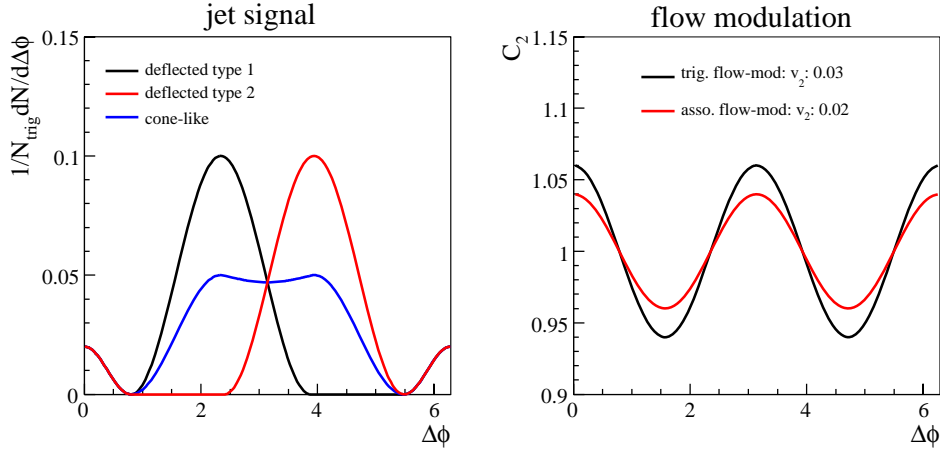 jet signal
1/N_trig dN/dΔϕ
0.15
0.1
0.05
0
deflected type 1
deflected type 2
cone-like
0 2 4 6
Δϕ
flow modulation
C_2
1.15
1.1
1.05
1
0.95
0.9
trig. flow-mod: v_2: 0.03
asso. flow-mod: v_2: 0.02
0 2 4 6
Δϕ